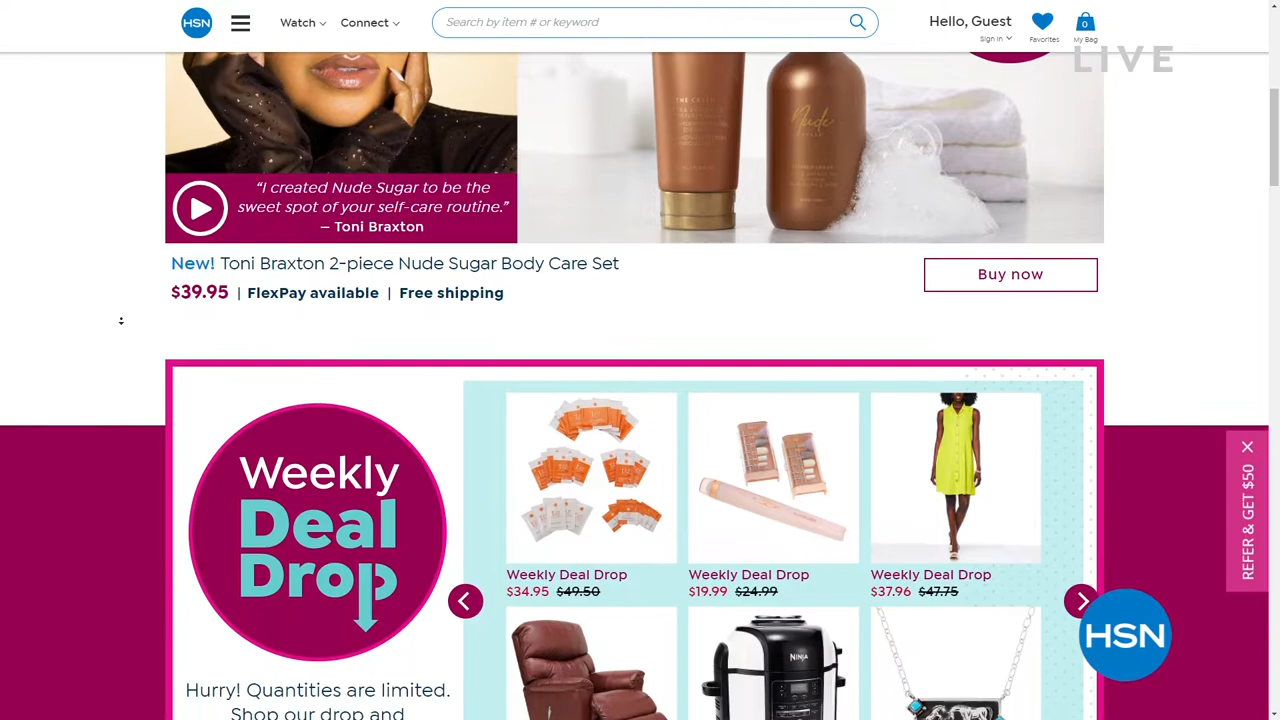 HSN
Watch
Connect
Search by item # or keyword
Hello, Guest
Sign In
Favorites
0
My Bag
LIVE
Nude
“I created Nude Sugar to be the
sweet spot of your self-care routine.”
– Toni Braxton
New! Toni Braxton 2-piece Nude Sugar Body Care Set
$39.95 | FlexPay available | Free shipping
Buy now
Weekly
Deal
Drop
Weekly Deal Drop
$34.95 $49.50
Weekly Deal Drop
$19.99 $24.99
Weekly Deal Drop
$37.96 $47.75
NINJA
Hurry! Quantities are limited.
Shop our drop and
REFER & GET $50
HSN